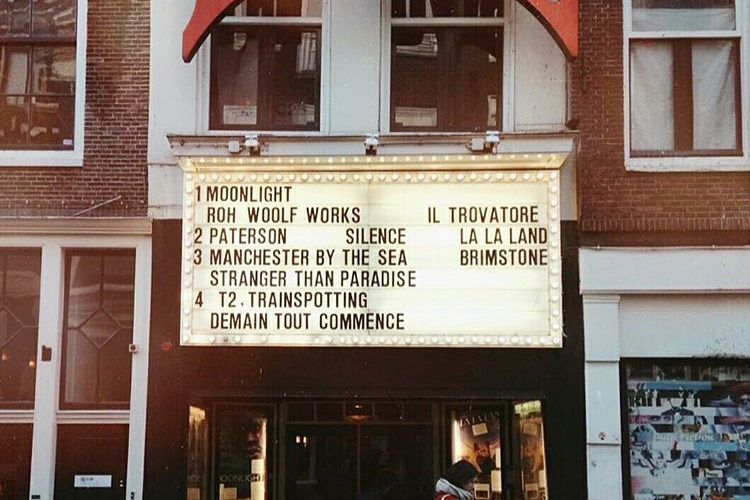 1 MOONLIGHT
ROH WOOLF WORKS IL TROVATORE
2 PATERSON SILENCE LA LA LAND
3 MANCHESTER BY THE SEA BRIMSTONE
STRANGER THAN PARADISE
4 T2. TRAINSPOTTING
DEMAIN TOUT COMMENCE
MOONLIGHT